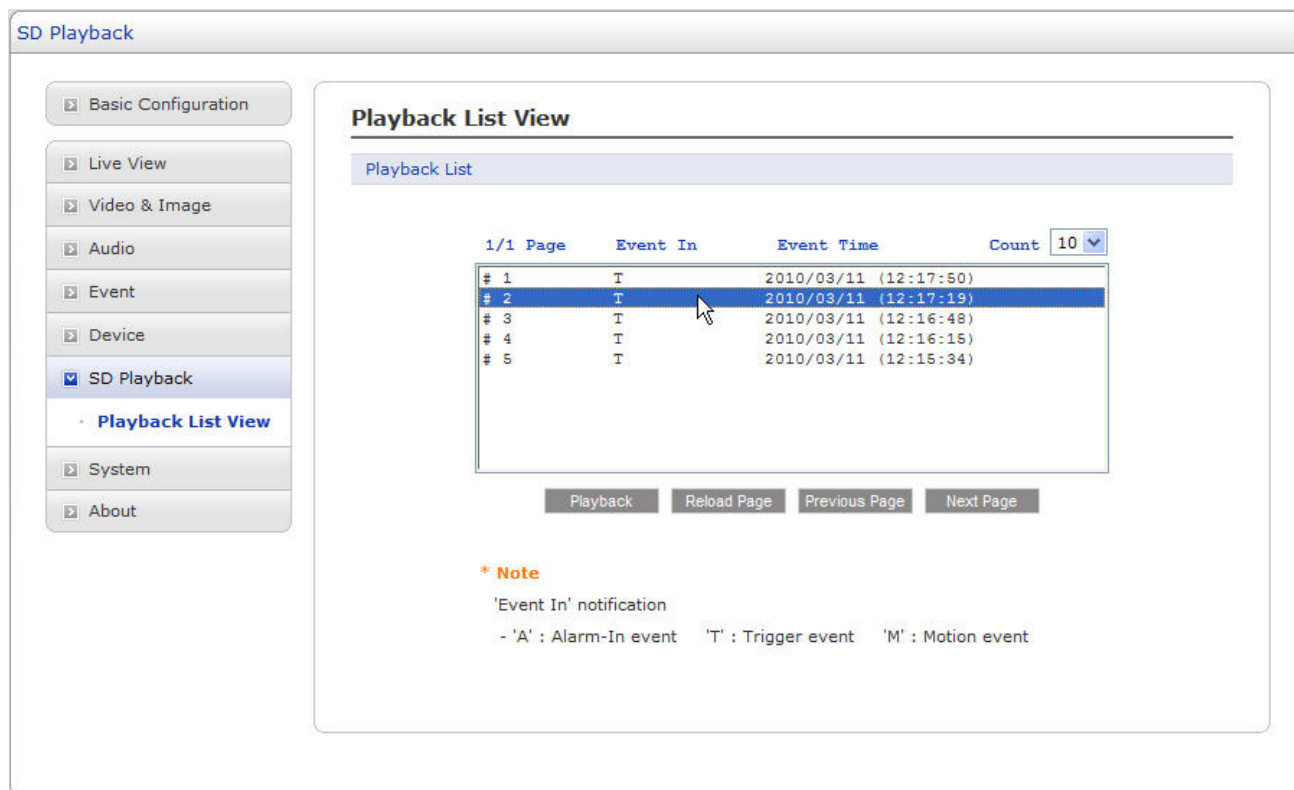 SD Playback
Basic Configuration
Live View
Video & Image
Audio
Event
Device
SD Playback
Playback List View
System
About
Playback List View
Playback List
1/1 Page Event In Event Time Count 10
# 1 T 2010/03/11 (12:17:50)
# 2 T 2010/03/11 (12:17:19)
# 3 T 2010/03/11 (12:16:48)
# 4 T 2010/03/11 (12:16:15)
# 5 T 2010/03/11 (12:15:34)
Playback Reload Page Previous Page Next Page
* Note
'Event In' notification
- 'A' : Alarm-In event 'T' : Trigger event 'M' : Motion event